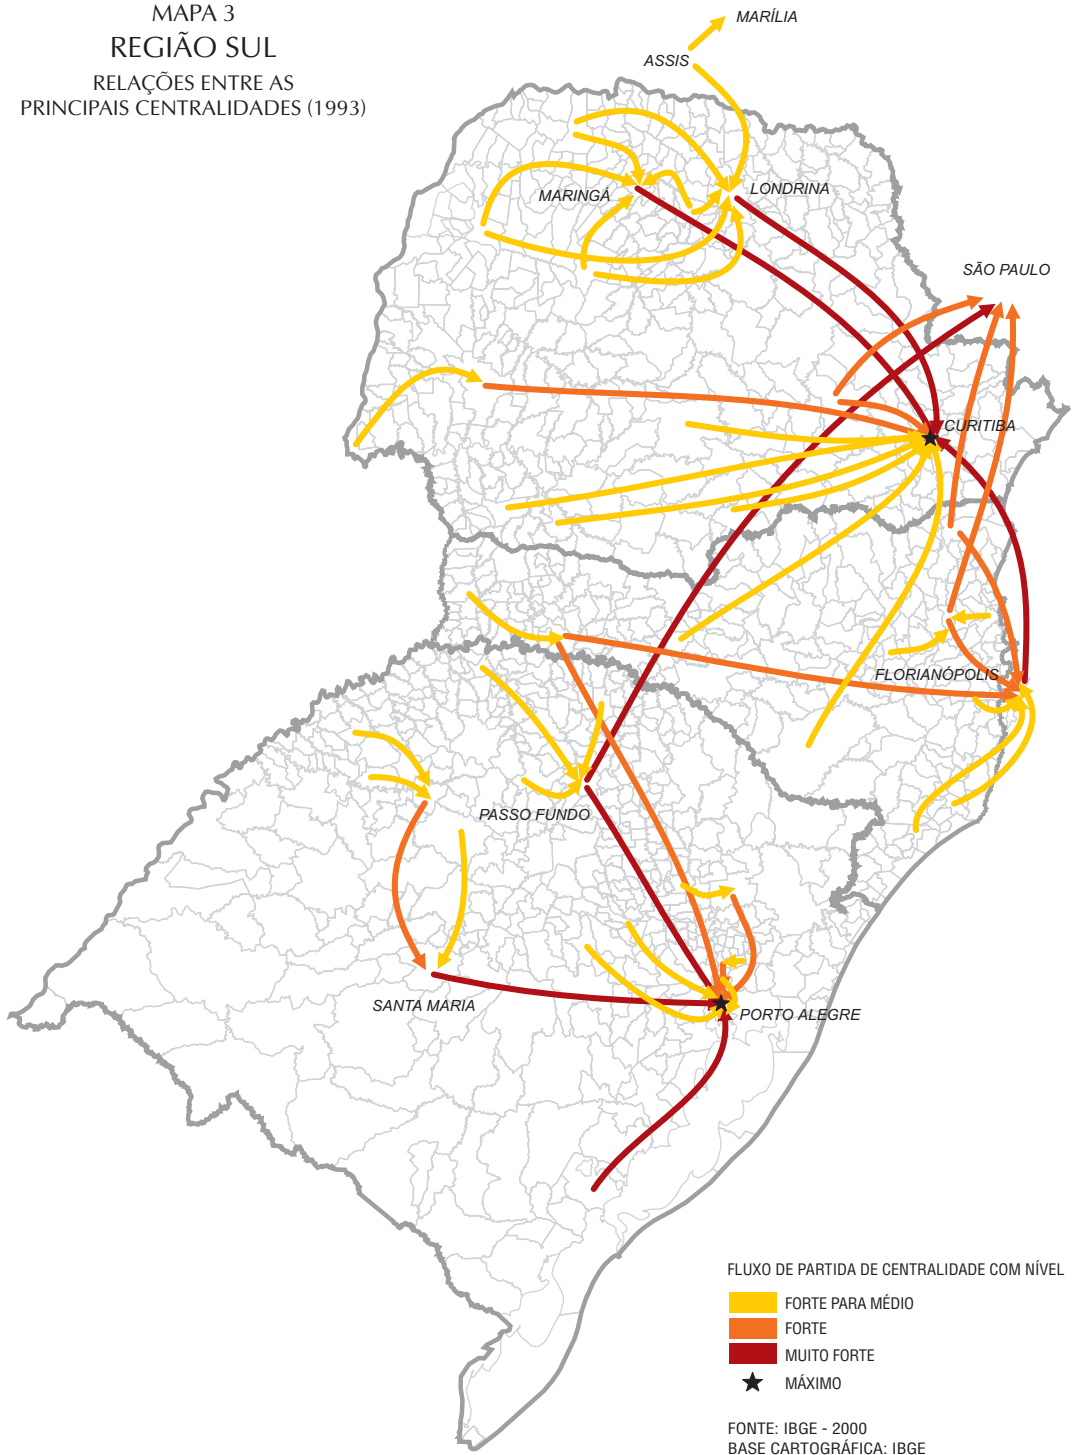 MAPA 3
REGIÃO SUL
RELAÇÕES ENTRE AS
PRINCIPAIS CENTRALIDADES (1993)
MARÍLIA
ASSIS
MARINGÁ
LONDRINA
SÃO PAULO
CURITIBA
FLORIANÓPOLIS
PASSO FUNDO
SANTA MARIA
PORTO ALEGRE
FLUXO DE PARTIDA DE CENTRALIDADE COM NÍVEL
FORTE PARA MÉDIO
FORTE
MUITO FORTE
MÁXIMO
FONTE: IBGE - 2000
BASE CARTOGRÁFICA: IBGE